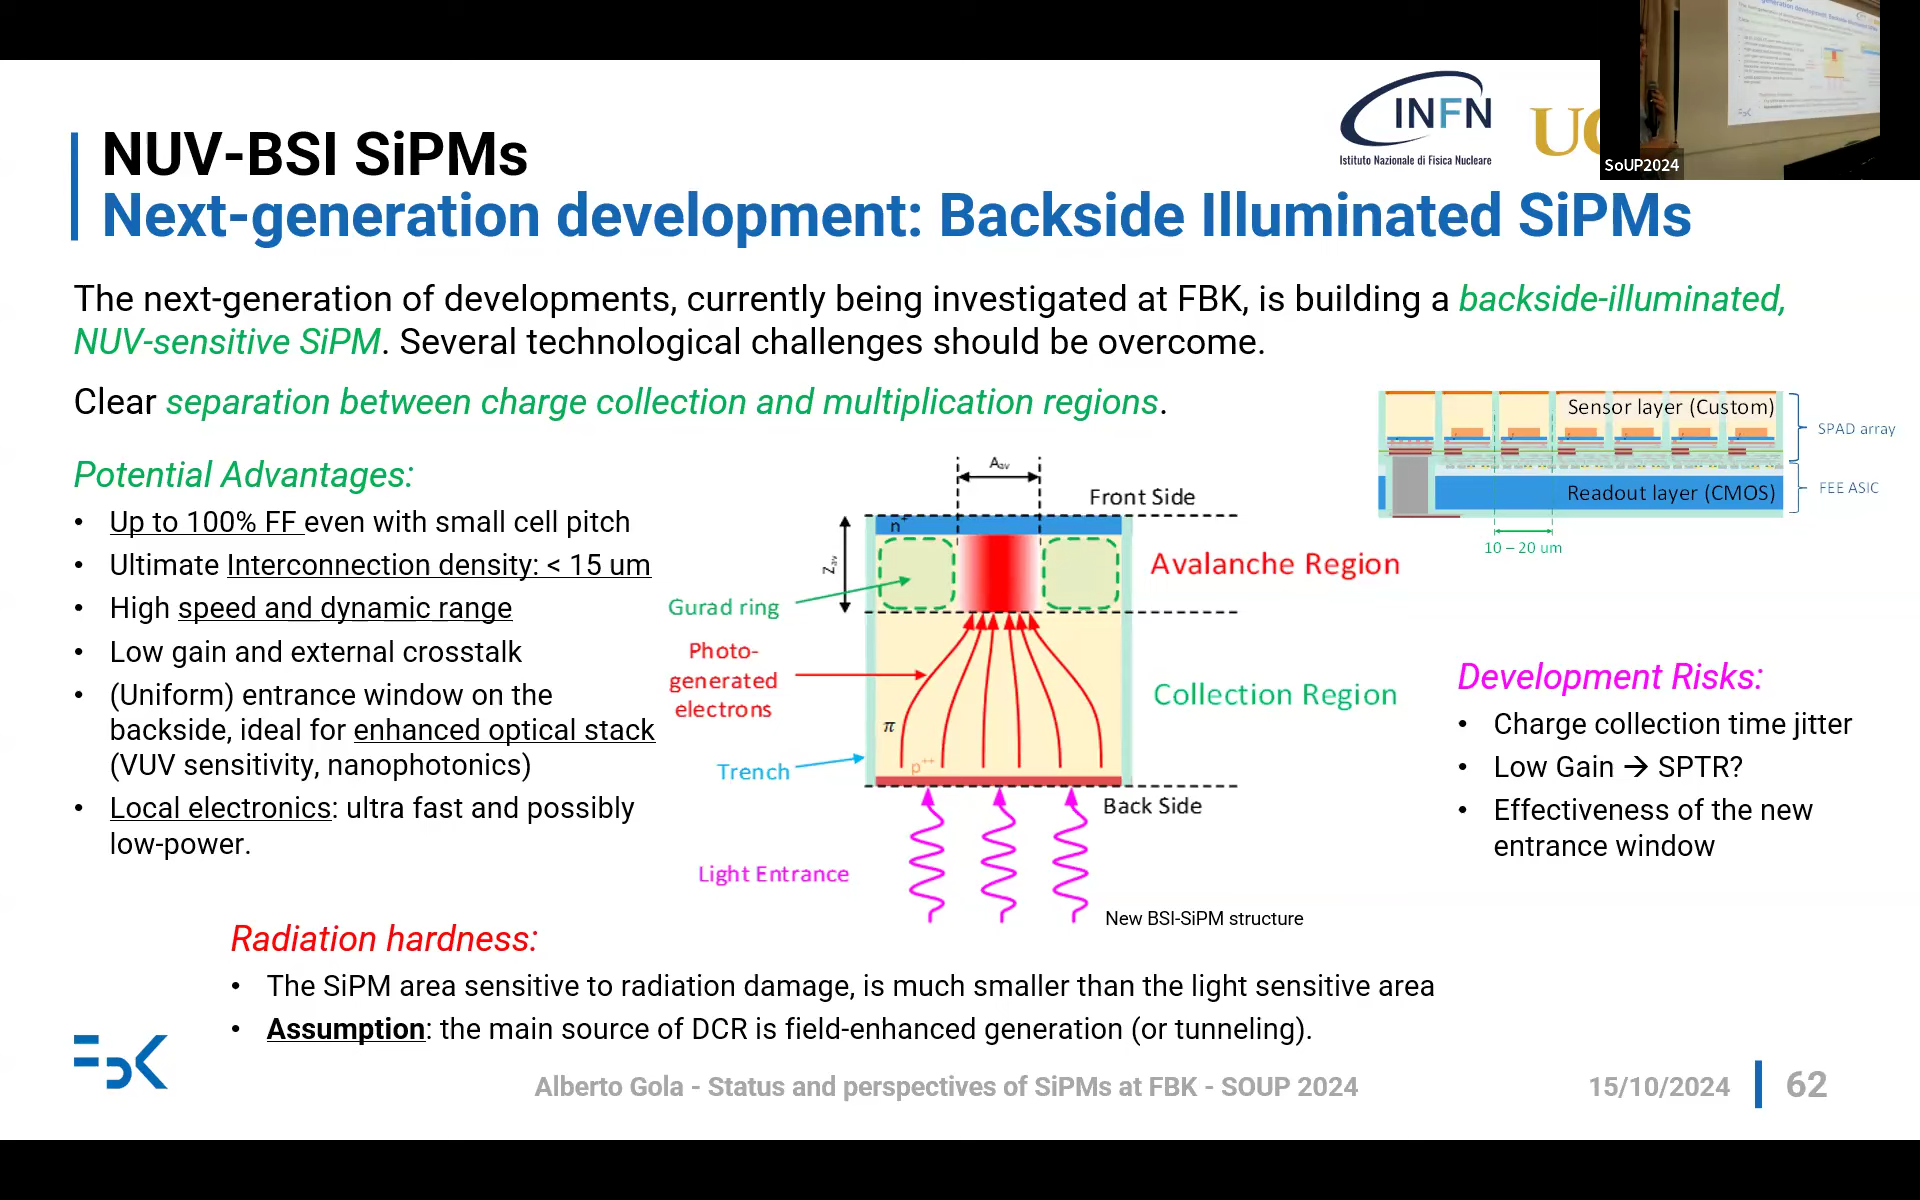 INFN
Istituto Nazionale di Fisica Nucleare
SoUP2024
NUV-BSI SiPMs
Next-generation development: Backside Illuminated SiPMs
The next-generation of developments, currently being investigated at FBK, is building a backside-illuminated,
NUV-sensitive SiPM. Several technological challenges should be overcome.
Clear separation between charge collection and multiplication regions.
Potential Advantages:
• Up to 100% FF even with small cell pitch
• Ultimate Interconnection density: < 15 um
• High speed and dynamic range
• Low gain and external crosstalk
• (Uniform) entrance window on the
backside, ideal for enhanced optical stack
(VUV sensitivity, nanophotonics)
• Local electronics: ultra fast and possibly
low-power.
A_av
Front Side
n⁺
Z_av
Avalanche Region
Gurad ring
Photo-
generated
electrons
Collection Region
π
Trench
p⁺⁺
Back Side
Light Entrance
New BSI-SiPM structure
Sensor layer (Custom)
SPAD array
Readout layer (CMOS)
FEE ASIC
10 – 20 um
Development Risks:
• Charge collection time jitter
• Low Gain → SPTR?
• Effectiveness of the new
entrance window
Radiation hardness:
• The SiPM area sensitive to radiation damage, is much smaller than the light sensitive area
• Assumption: the main source of DCR is field-enhanced generation (or tunneling).
FBK
Alberto Gola - Status and perspectives of SiPMs at FBK - SOUP 2024
15/10/2024
62